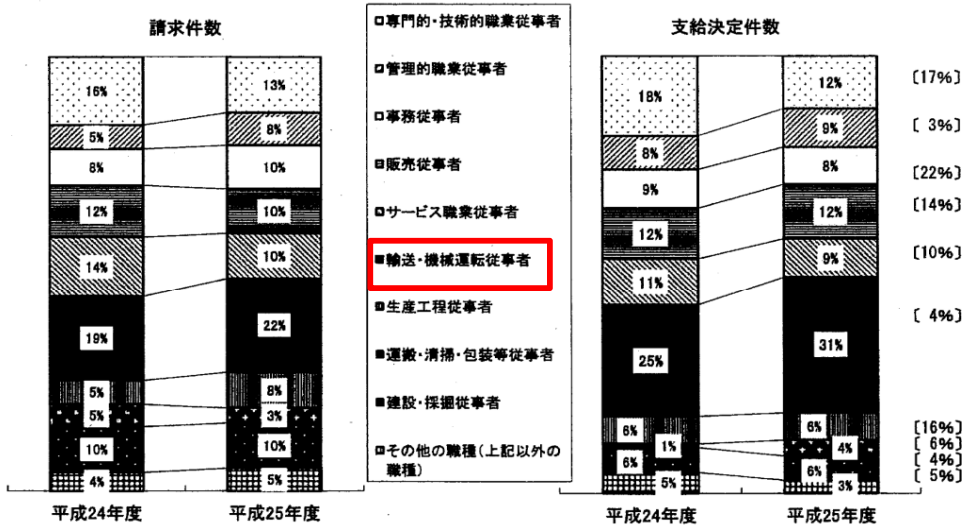 請求件数
16%
5%
8%
12%
14%
19%
5%
5%
10%
4%
平成24年度
13%
8%
10%
10%
10%
22%
8%
3%
10%
5%
平成25年度
専門的・技術的職業従事者
管理的職業従事者
事務従事者
販売従事者
サービス職業従事者
輸送・機械運転従事者
生産工程従事者
運搬・清掃・包装等従事者
建設・採掘従事者
その他の職種(上記以外の
職種)
支給決定件数
18%
8%
9%
12%
11%
25%
6%
1%
6%
5%
平成24年度
12%
9%
8%
12%
9%
31%
6%
4%
6%
3%
平成25年度
[17%]
[ 3%]
[22%]
[14%]
[10%]
[ 4%]
[16%]
[ 6%]
[ 4%]
[ 5%]